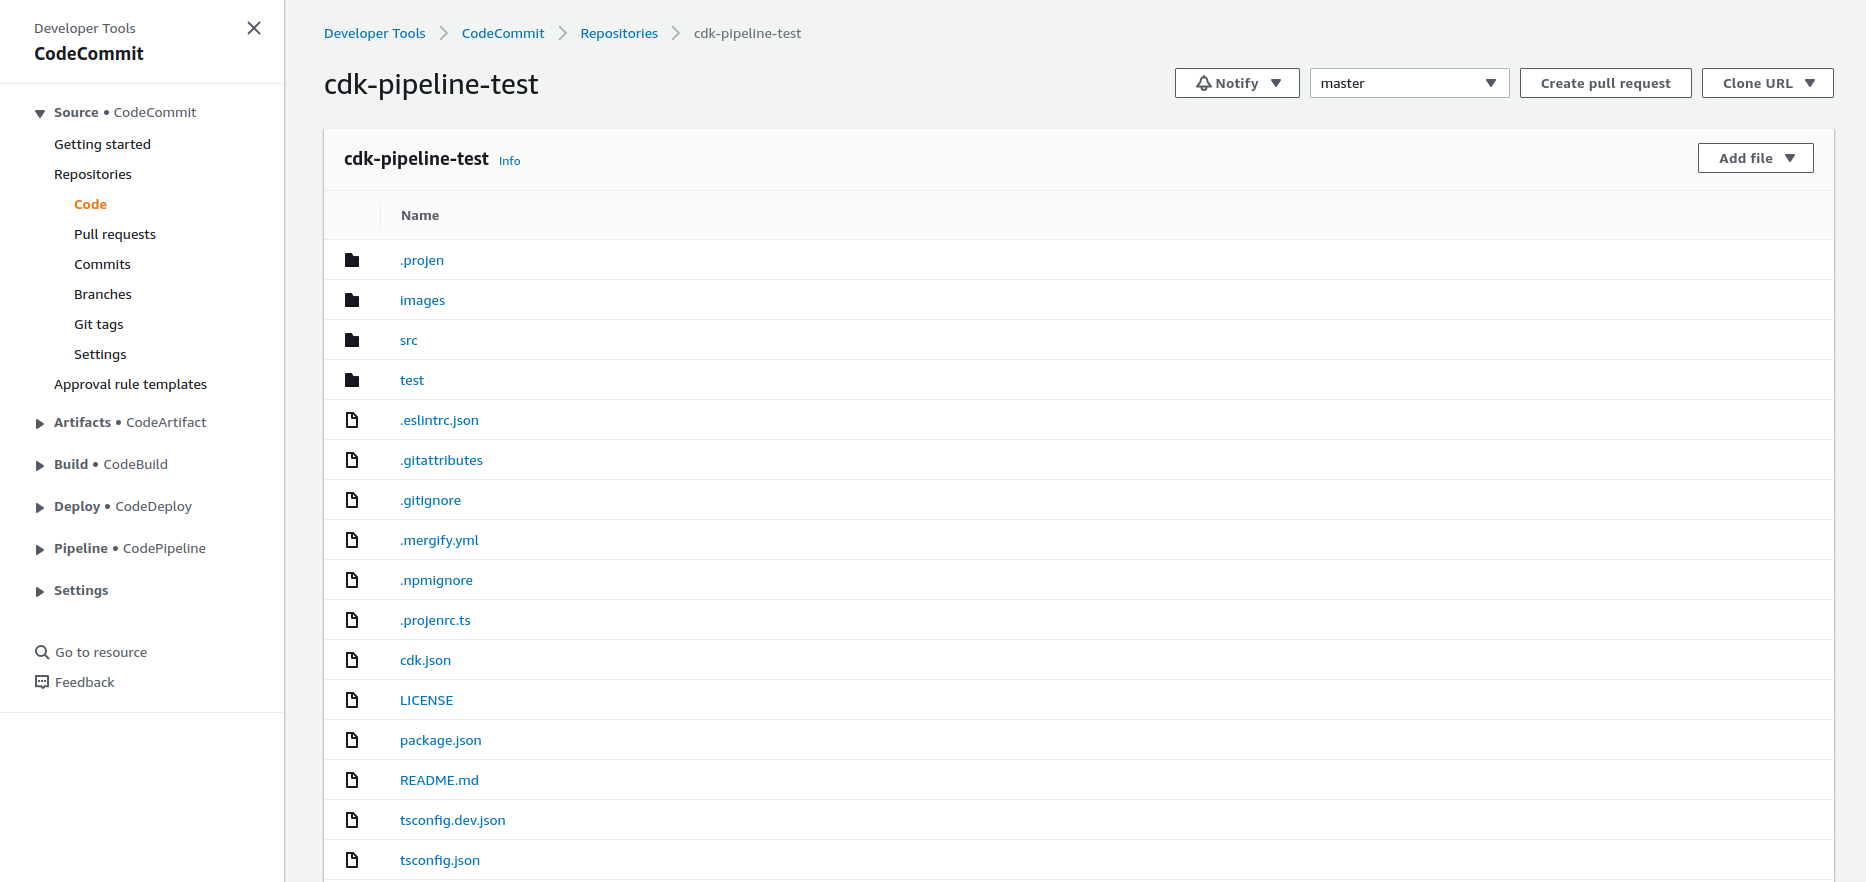 Developer Tools
CodeCommit
Source • CodeCommit
Getting started
Repositories
Code
Pull requests
Commits
Branches
Git tags
Settings
Approval rule templates
Artifacts • CodeArtifact
Build • CodeBuild
Deploy • CodeDeploy
Pipeline • CodePipeline
Settings
Go to resource
Feedback
Developer Tools CodeCommit Repositories cdk-pipeline-test
cdk-pipeline-test
Notify master Create pull request Clone URL
cdk-pipeline-test Info
Add file
Name
.projen
images
src
test
.eslintrc.json
.gitattributes
.gitignore
.mergify.yml
.npmignore
.projenrc.ts
cdk.json
LICENSE
package.json
README.md
tsconfig.dev.json
tsconfig.json